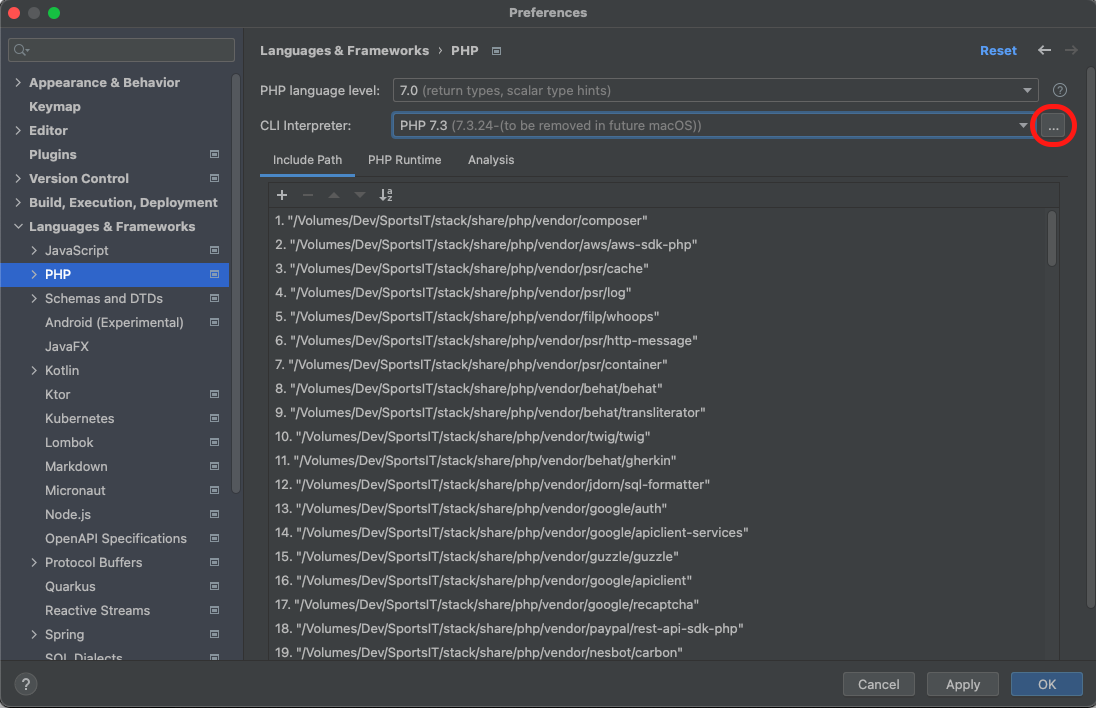 Preferences
Appearance & Behavior
Keymap
Editor
Plugins
Version Control
Build, Execution, Deployment
Languages & Frameworks
JavaScript
PHP
Schemas and DTDs
Android (Experimental)
JavaFX
Kotlin
Ktor
Kubernetes
Lombok
Markdown
Micronaut
Node.js
OpenAPI Specifications
Protocol Buffers
Quarkus
Reactive Streams
Spring
SQL Dialects
Languages & Frameworks › PHP
Reset
PHP language level: 7.0 (return types, scalar type hints)
?
CLI Interpreter: PHP 7.3 (7.3.24-(to be removed in future macOS))
...
Include Path PHP Runtime Analysis
1. "/Volumes/Dev/SportsIT/stack/share/php/vendor/composer"
2. "/Volumes/Dev/SportsIT/stack/share/php/vendor/aws/aws-sdk-php"
3. "/Volumes/Dev/SportsIT/stack/share/php/vendor/psr/cache"
4. "/Volumes/Dev/SportsIT/stack/share/php/vendor/psr/log"
5. "/Volumes/Dev/SportsIT/stack/share/php/vendor/filp/whoops"
6. "/Volumes/Dev/SportsIT/stack/share/php/vendor/psr/http-message"
7. "/Volumes/Dev/SportsIT/stack/share/php/vendor/psr/container"
8. "/Volumes/Dev/SportsIT/stack/share/php/vendor/behat/behat"
9. "/Volumes/Dev/SportsIT/stack/share/php/vendor/behat/transliterator"
10. "/Volumes/Dev/SportsIT/stack/share/php/vendor/twig/twig"
11. "/Volumes/Dev/SportsIT/stack/share/php/vendor/behat/gherkin"
12. "/Volumes/Dev/SportsIT/stack/share/php/vendor/jdorn/sql-formatter"
13. "/Volumes/Dev/SportsIT/stack/share/php/vendor/google/auth"
14. "/Volumes/Dev/SportsIT/stack/share/php/vendor/google/apiclient-services"
15. "/Volumes/Dev/SportsIT/stack/share/php/vendor/guzzle/guzzle"
16. "/Volumes/Dev/SportsIT/stack/share/php/vendor/google/apiclient"
17. "/Volumes/Dev/SportsIT/stack/share/php/vendor/google/recaptcha"
18. "/Volumes/Dev/SportsIT/stack/share/php/vendor/paypal/rest-api-sdk-php"
19. "/Volumes/Dev/SportsIT/stack/share/php/vendor/nesbot/carbon"
?
Cancel Apply OK